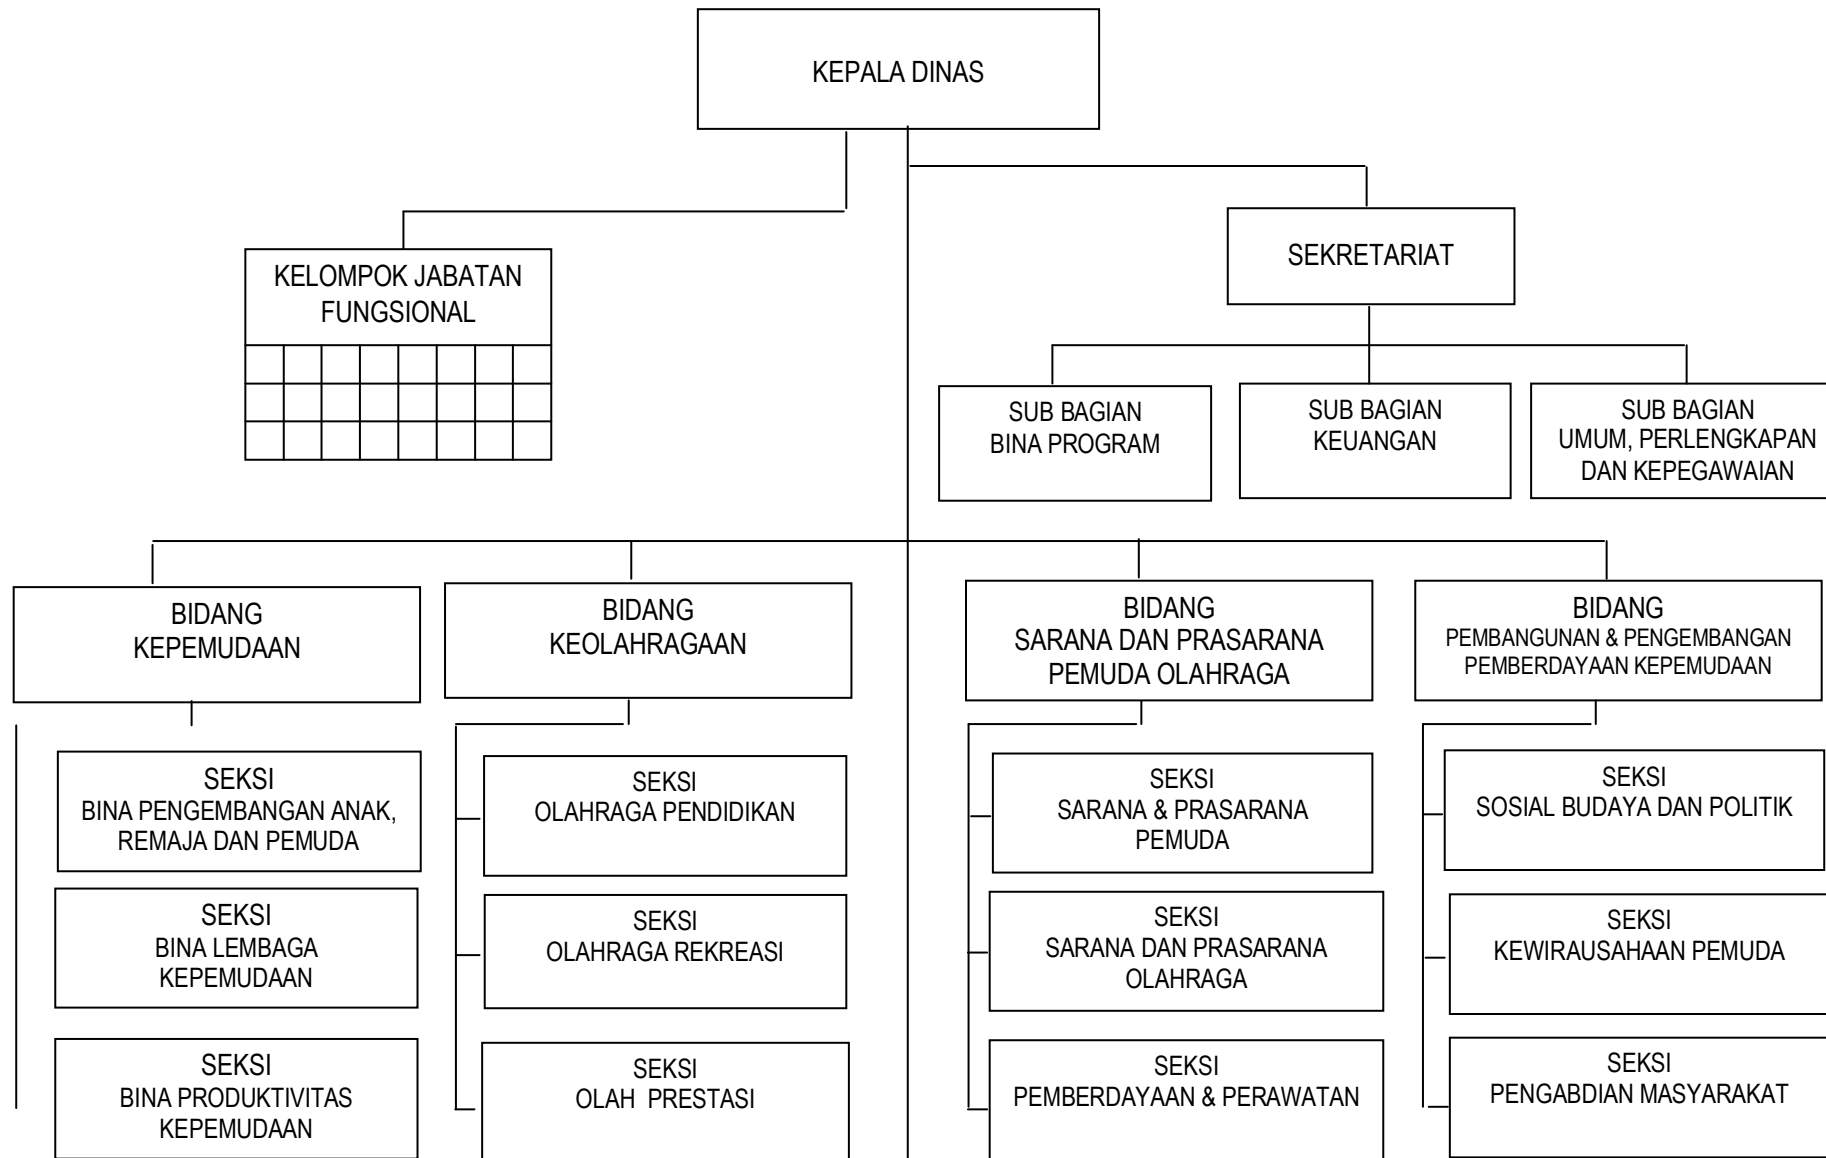 KEPALA DINAS
KELOMPOK JABATAN
FUNGSIONAL
SEKRETARIAT
SUB BAGIAN
BINA PROGRAM
SUB BAGIAN
KEUANGAN
SUB BAGIAN
UMUM, PERLENGKAPAN
DAN KEPEGAWAIAN
BIDANG
KEPEMUDAAN
BIDANG
KEOLAHRAGAAN
BIDANG
SARANA DAN PRASARANA
PEMUDA OLAHRAGA
BIDANG
PEMBANGUNAN & PENGEMBANGAN
PEMBERDAYAAN KEPEMUDAAN
SEKSI
BINA PENGEMBANGAN ANAK,
REMAJA DAN PEMUDA
SEKSI
OLAHRAGA PENDIDIKAN
SEKSI
SARANA & PRASARANA
PEMUDA
SEKSI
SOSIAL BUDAYA DAN POLITIK
SEKSI
BINA LEMBAGA
KEPEMUDAAN
SEKSI
OLAHRAGA REKREASI
SEKSI
SARANA DAN PRASARANA
OLAHRAGA
SEKSI
KEWIRAUSAHAAN PEMUDA
SEKSI
BINA PRODUKTIVITAS
KEPEMUDAAN
SEKSI
OLAH  PRESTASI
SEKSI
PEMBERDAYAAN & PERAWATAN
SEKSI
PENGABDIAN MASYARAKAT